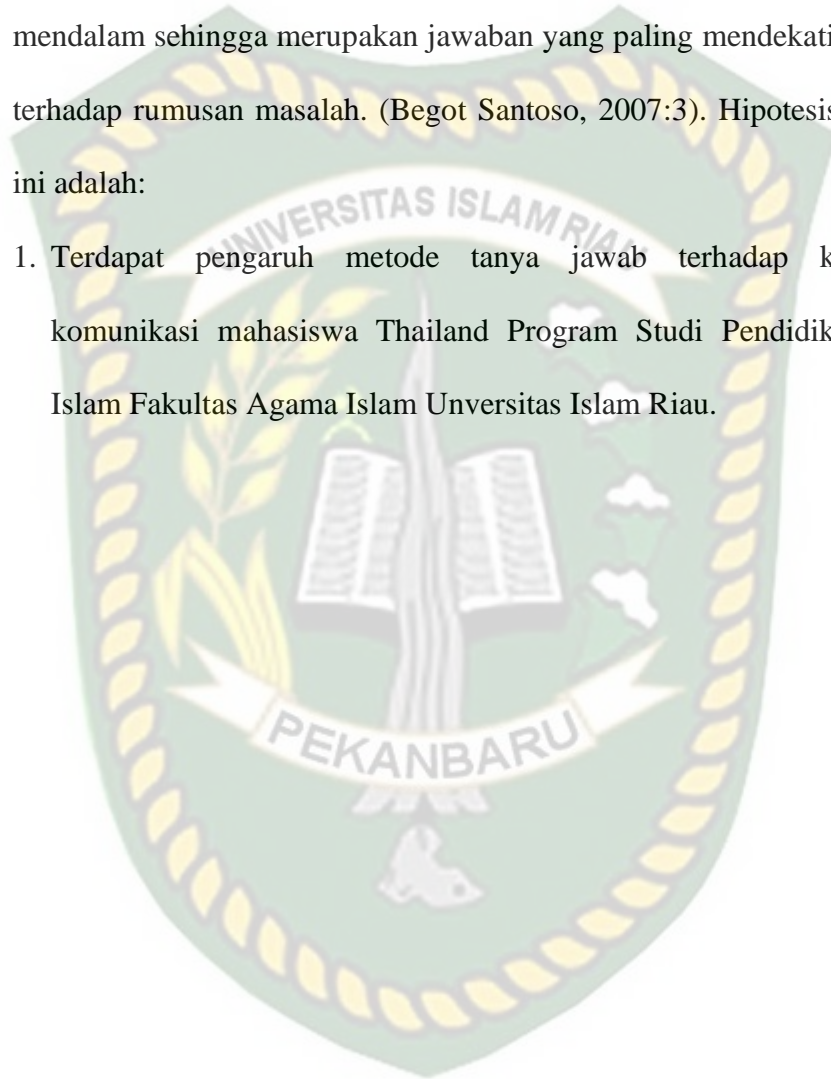 mendalam sehingga merupakan jawaban yang paling mendekati
terhadap rumusan masalah. (Begot Santoso, 2007:3). Hipotesis
ini adalah:
UNIVERSITAS ISLAM RIAU
1. Terdapat pengaruh metode tanya jawab terhadap k
komunikasi mahasiswa Thailand Program Studi Pendidik
Islam Fakultas Agama Islam Unversitas Islam Riau.
PEKANBARU